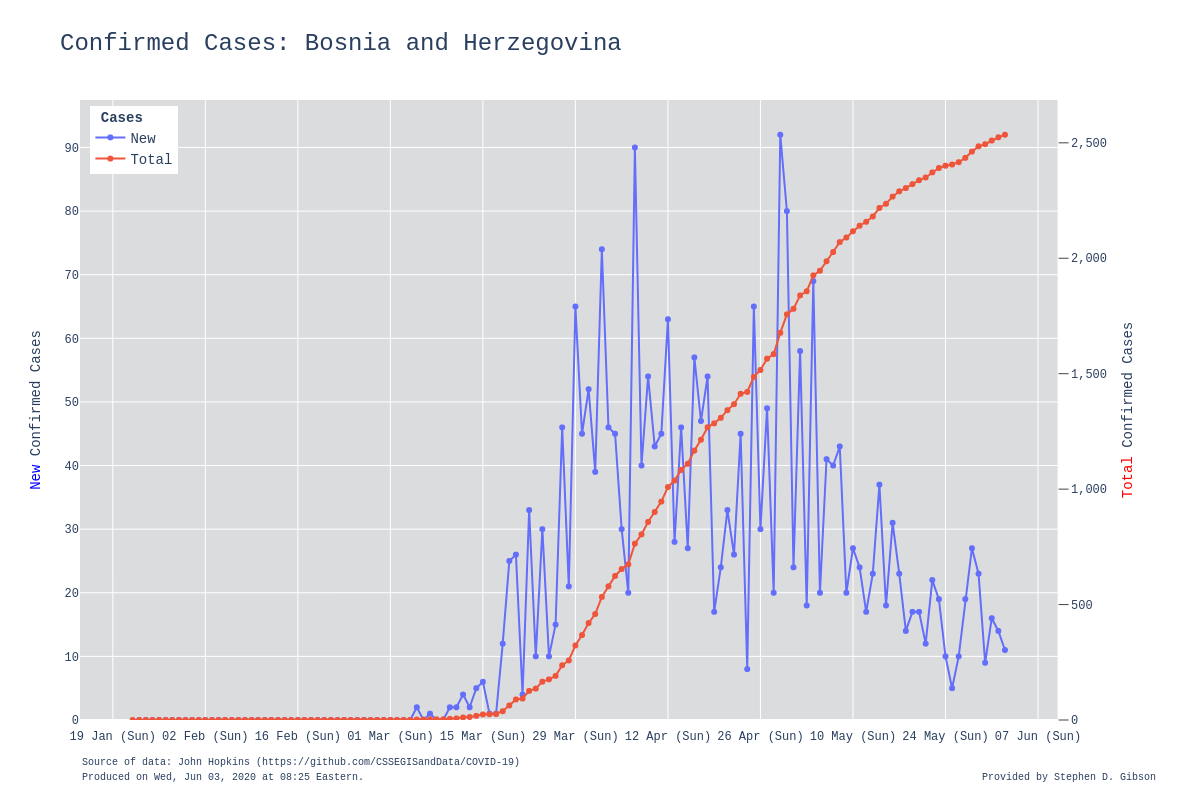 Confirmed Cases: Bosnia and Herzegovina
Cases
New
Total
90
80
70
60
50
40
30
20
10
0
New Confirmed Cases
2,500
2,000
1,500
1,000
500
0
Total Confirmed Cases
19 Jan (Sun) 02 Feb (Sun) 16 Feb (Sun) 01 Mar (Sun) 15 Mar (Sun) 29 Mar (Sun) 12 Apr (Sun) 26 Apr (Sun) 10 May (Sun) 24 May (Sun) 07 Jun (Sun)
Source of data: John Hopkins (https://github.com/CSSEGISandData/COVID-19)
Produced on Wed, Jun 03, 2020 at 08:25 Eastern.
Provided by Stephen D. Gibson